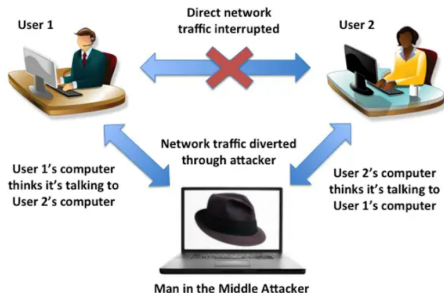 User 1
Direct network
traffic interrupted
User 2
Network traffic diverted
through attacker
User 1's computer
thinks it's talking to
User 2's computer
User 2's computer
thinks it's talking to
User 1's computer
Man in the Middle Attacker